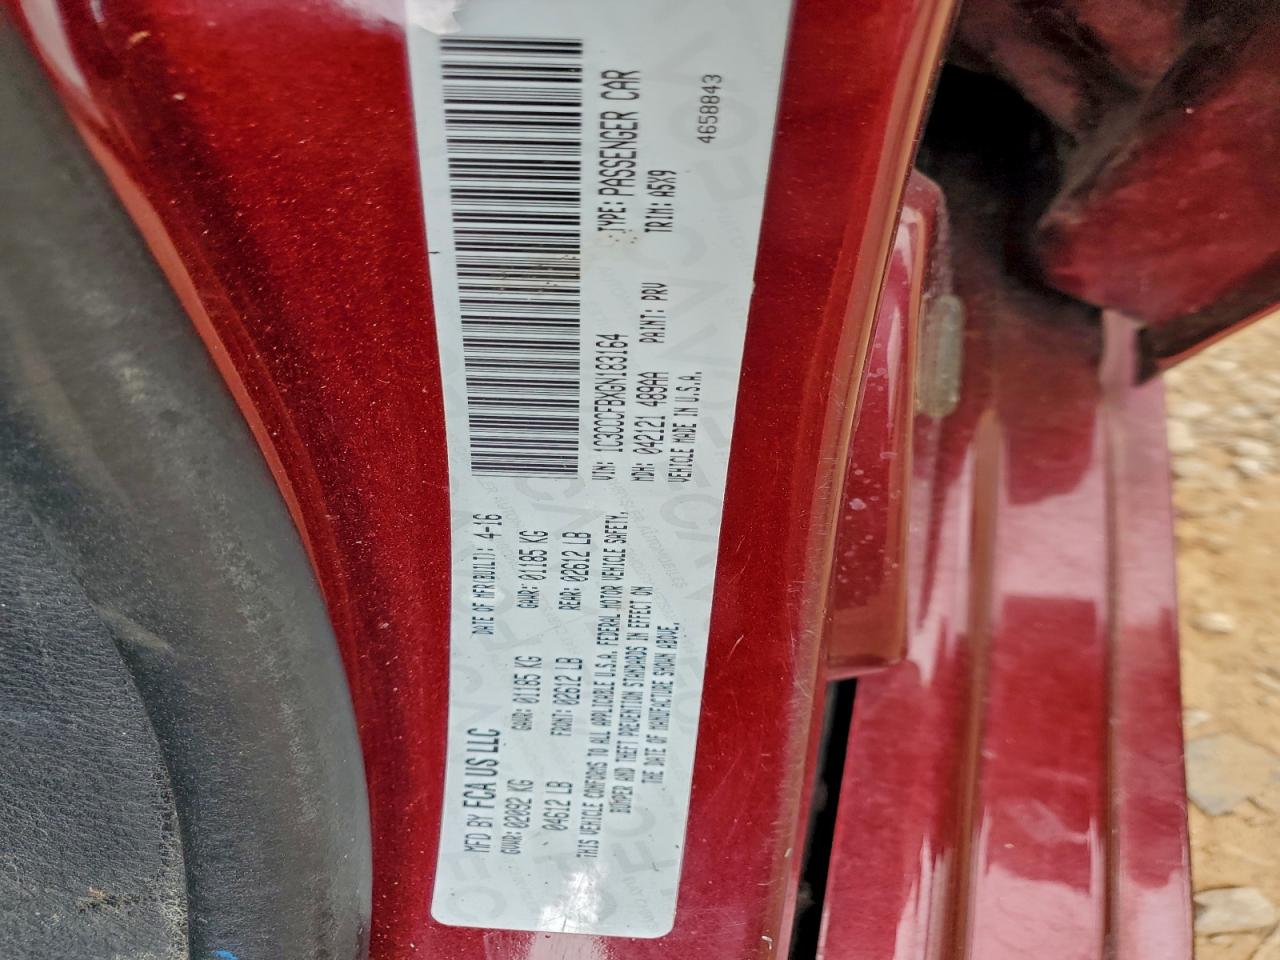 MFD BY FCA US LLC
DATE OF MFR(BUILT): 4-16
GVWR: 02092 KG
GAWR: 01185 KG
GAWR: 01185 KG
04612 LB
FRONT: 02612 LB
REAR: 02612 LB
THIS VEHICLE CONFORMS TO ALL APPLICABLE U.S.A. FEDERAL MOTOR VEHICLE SAFETY,
BUMPER AND THEFT PREVENTION STANDARDS IN EFFECT ON
THE DATE OF MANUFACTURE SHOWN ABOVE.
VIN: 1C3CCCFBXGN183164
TYPE: PASSENGER CAR
MDH: 042121 489AA
PAINT: PRV
TRIM: A5X9
VEHICLE MADE IN U.S.A.
4658843